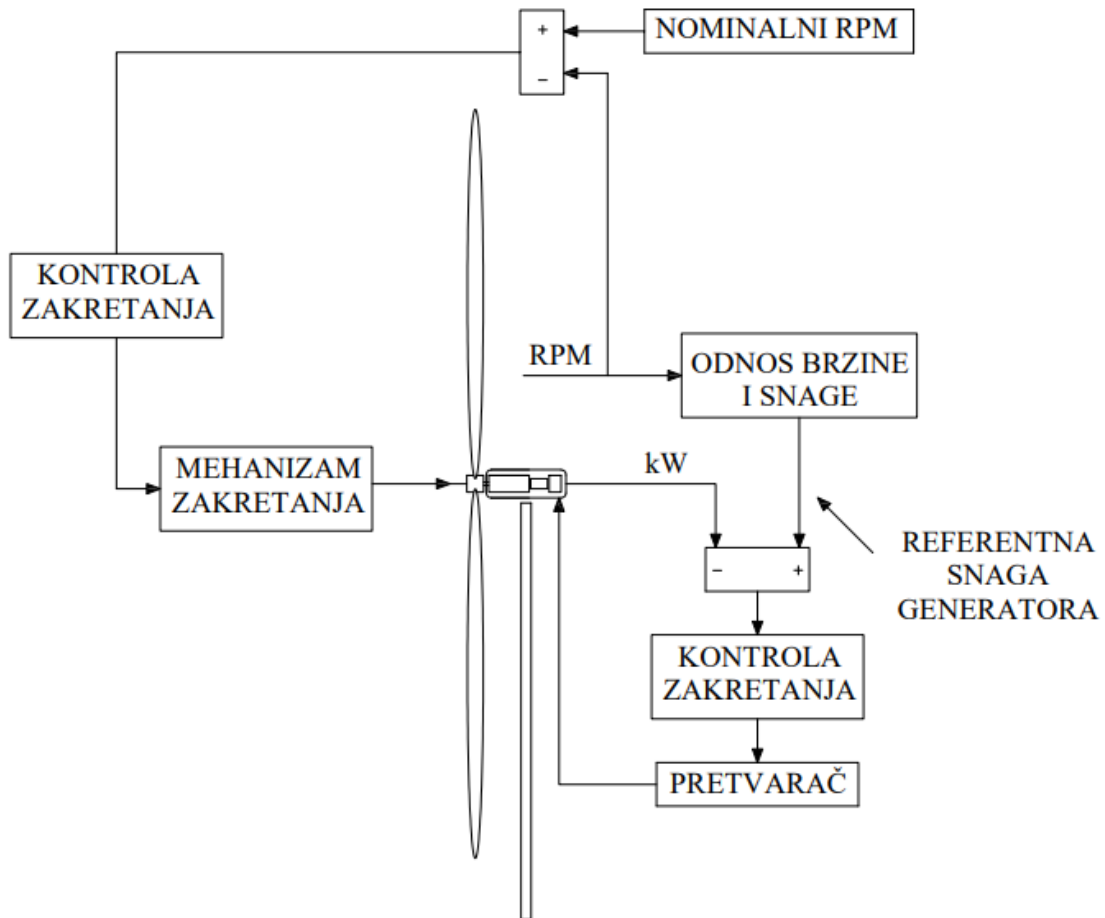 +
NOMINALNI RPM
−
KONTROLA
ZAKRETANJA
RPM
ODNOS BRZINE
I SNAGE
MEHANIZAM
ZAKRETANJA
kW
REFERENTNA
SNAGA
GENERATORA
− +
KONTROLA
ZAKRETANJA
PRETVARAČ